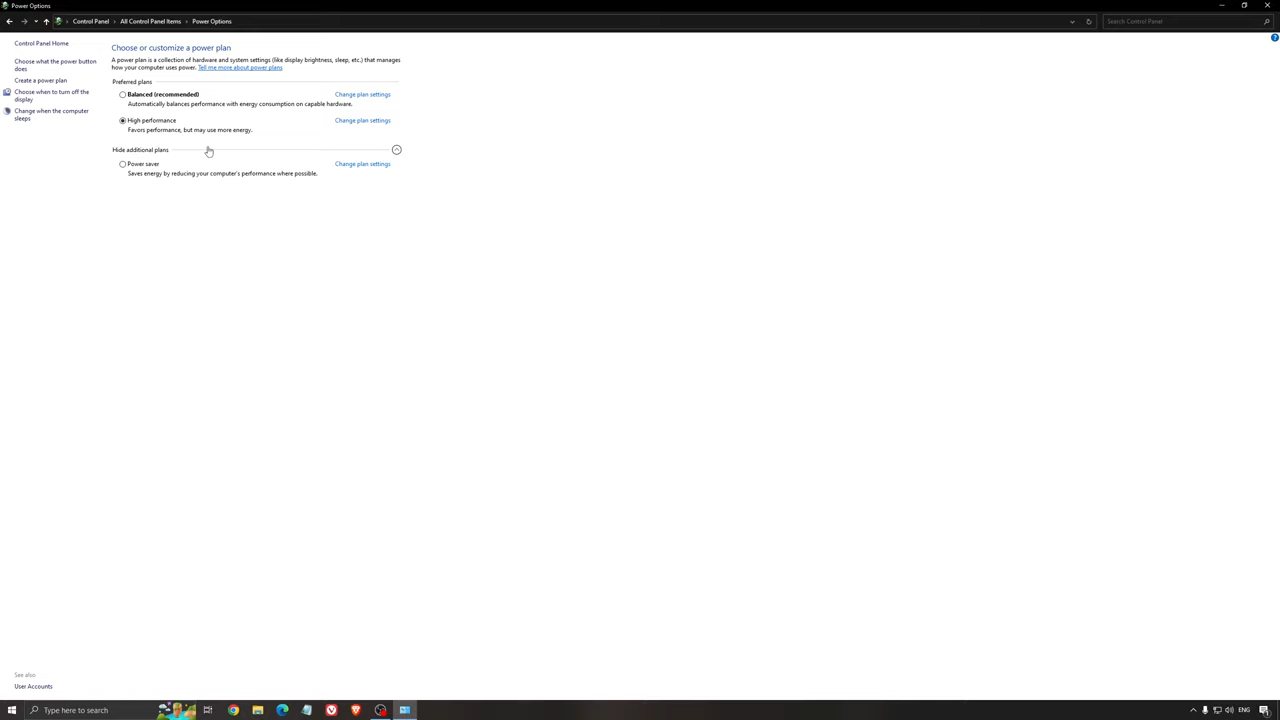 Power Options
Control Panel
All Control Panel Items
Power Options
Search Control Panel
Control Panel Home
Choose what the power button
does
Create a power plan
Choose when to turn off the
display
Change when the computer
sleeps
Choose or customize a power plan
A power plan is a collection of hardware and system settings (like display brightness, sleep, etc.) that manages
how your computer uses power. Tell me more about power plans
Preferred plans
Balanced (recommended) Change plan settings
Automatically balances performance with energy consumption on capable hardware.
High performance Change plan settings
Favors performance, but may use more energy.
Hide additional plans
Power saver Change plan settings
Saves energy by reducing your computer's performance where possible.
See also
User Accounts
Type here to search
ENG